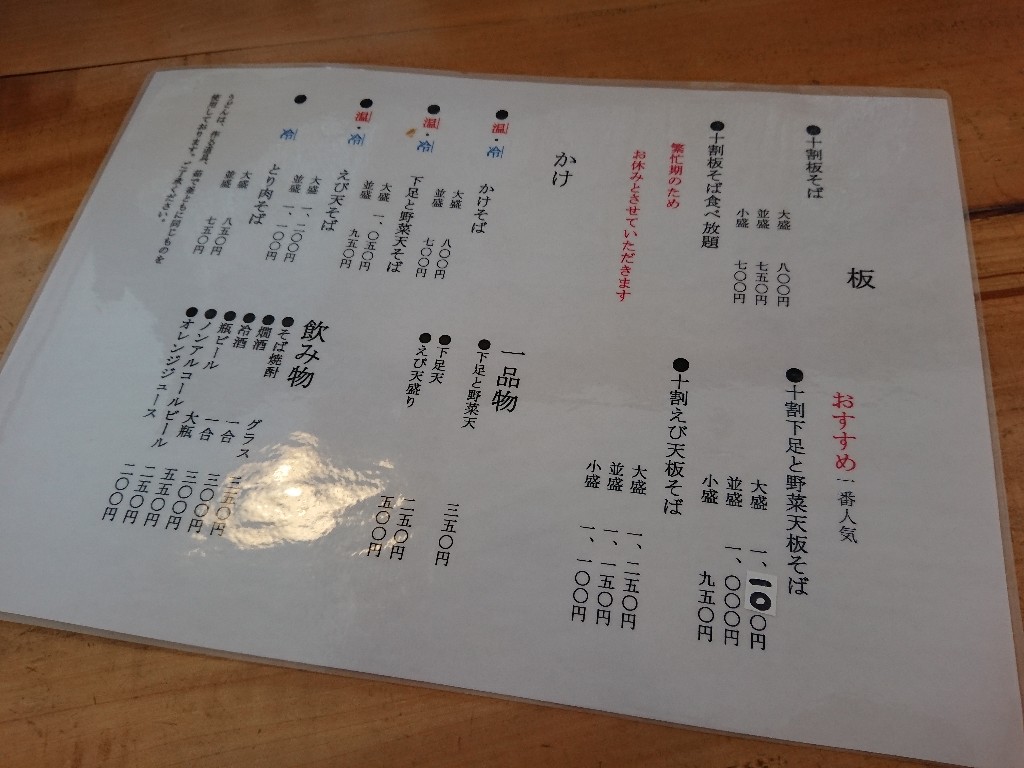 板
●十割板そば
大盛 八〇〇円
並盛 七五〇円
小盛 七〇〇円
●十割板そば食べ放題
繁忙期のため
お休みとさせていただきます
おすすめ 一番人気
●十割下足と野菜天板そば
大盛 一、一〇〇円
並盛 一、〇〇〇円
小盛 九五〇円
●十割えび天板そば
大盛 一、二五〇円
並盛 一、一五〇円
小盛 一、一〇〇円
かけ
●温・冷 かけそば
大盛 八〇〇円
並盛 七〇〇円
●温・冷 下足と野菜天そば
大盛 一、〇五〇円
並盛 九五〇円
●温・冷 えび天そば
大盛 一、二〇〇円
並盛 一、一〇〇円
●冷 とり肉そば
大盛 八五〇円
並盛 七五〇円
一品物
●下足と野菜天 三五〇円
●下足天 二五〇円
●えび天盛り 五〇〇円
飲み物
●そば焼酎 グラス 三五〇円
●燗酒 一合 三〇〇円
●冷酒 一合 三〇〇円
●瓶ビール 大瓶 五五〇円
●ノンアルコールビール 二五〇円
●オレンジジュース 二〇〇円